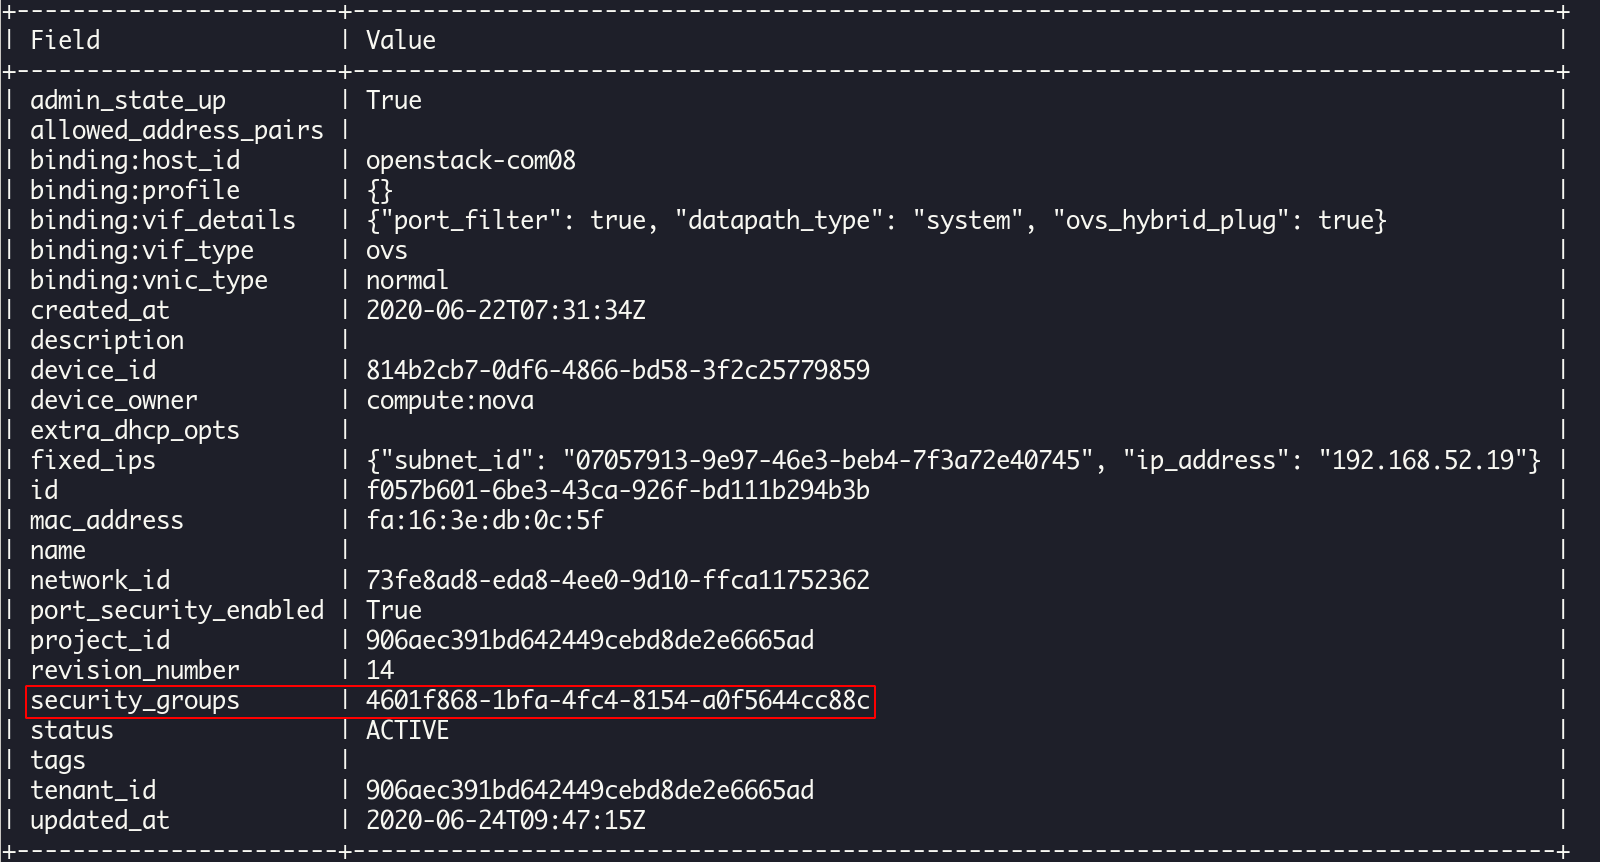 +-----------------------+--------------------------------------------------------------------------------------+
| Field                 | Value                                                                                |
+-----------------------+--------------------------------------------------------------------------------------+
| admin_state_up        | True                                                                                 |
| allowed_address_pairs |                                                                                      |
| binding:host_id       | openstack-com08                                                                      |
| binding:profile       | {}                                                                                   |
| binding:vif_details   | {"port_filter": true, "datapath_type": "system", "ovs_hybrid_plug": true}            |
| binding:vif_type      | ovs                                                                                  |
| binding:vnic_type     | normal                                                                               |
| created_at            | 2020-06-22T07:31:34Z                                                                 |
| description           |                                                                                      |
| device_id             | 814b2cb7-0df6-4866-bd58-3f2c25779859                                                 |
| device_owner          | compute:nova                                                                         |
| extra_dhcp_opts       |                                                                                      |
| fixed_ips             | {"subnet_id": "07057913-9e97-46e3-beb4-7f3a72e40745", "ip_address": "192.168.52.19"} |
| id                    | f057b601-6be3-43ca-926f-bd111b294b3b                                                 |
| mac_address           | fa:16:3e:db:0c:5f                                                                    |
| name                  |                                                                                      |
| network_id            | 73fe8ad8-eda8-4ee0-9d10-ffca11752362                                                 |
| port_security_enabled | True                                                                                 |
| project_id            | 906aec391bd642449cebd8de2e6665ad                                                     |
| revision_number       | 14                                                                                   |
| security_groups       | 4601f868-1bfa-4fc4-8154-a0f5644cc88c                                                 |
| status                | ACTIVE                                                                               |
| tags                  |                                                                                      |
| tenant_id             | 906aec391bd642449cebd8de2e6665ad                                                     |
| updated_at            | 2020-06-24T09:47:15Z                                                                 |
+-----------------------+--------------------------------------------------------------------------------------+